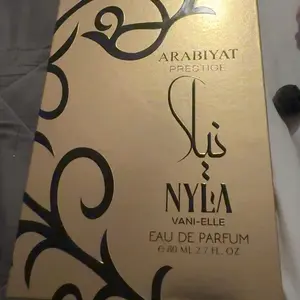 ARABIYAT
PRESTIGE
نيلا
NYLA
VANI-ELLE
EAU DE PARFUM
℮ 80 ML 2.7 FL. OZ